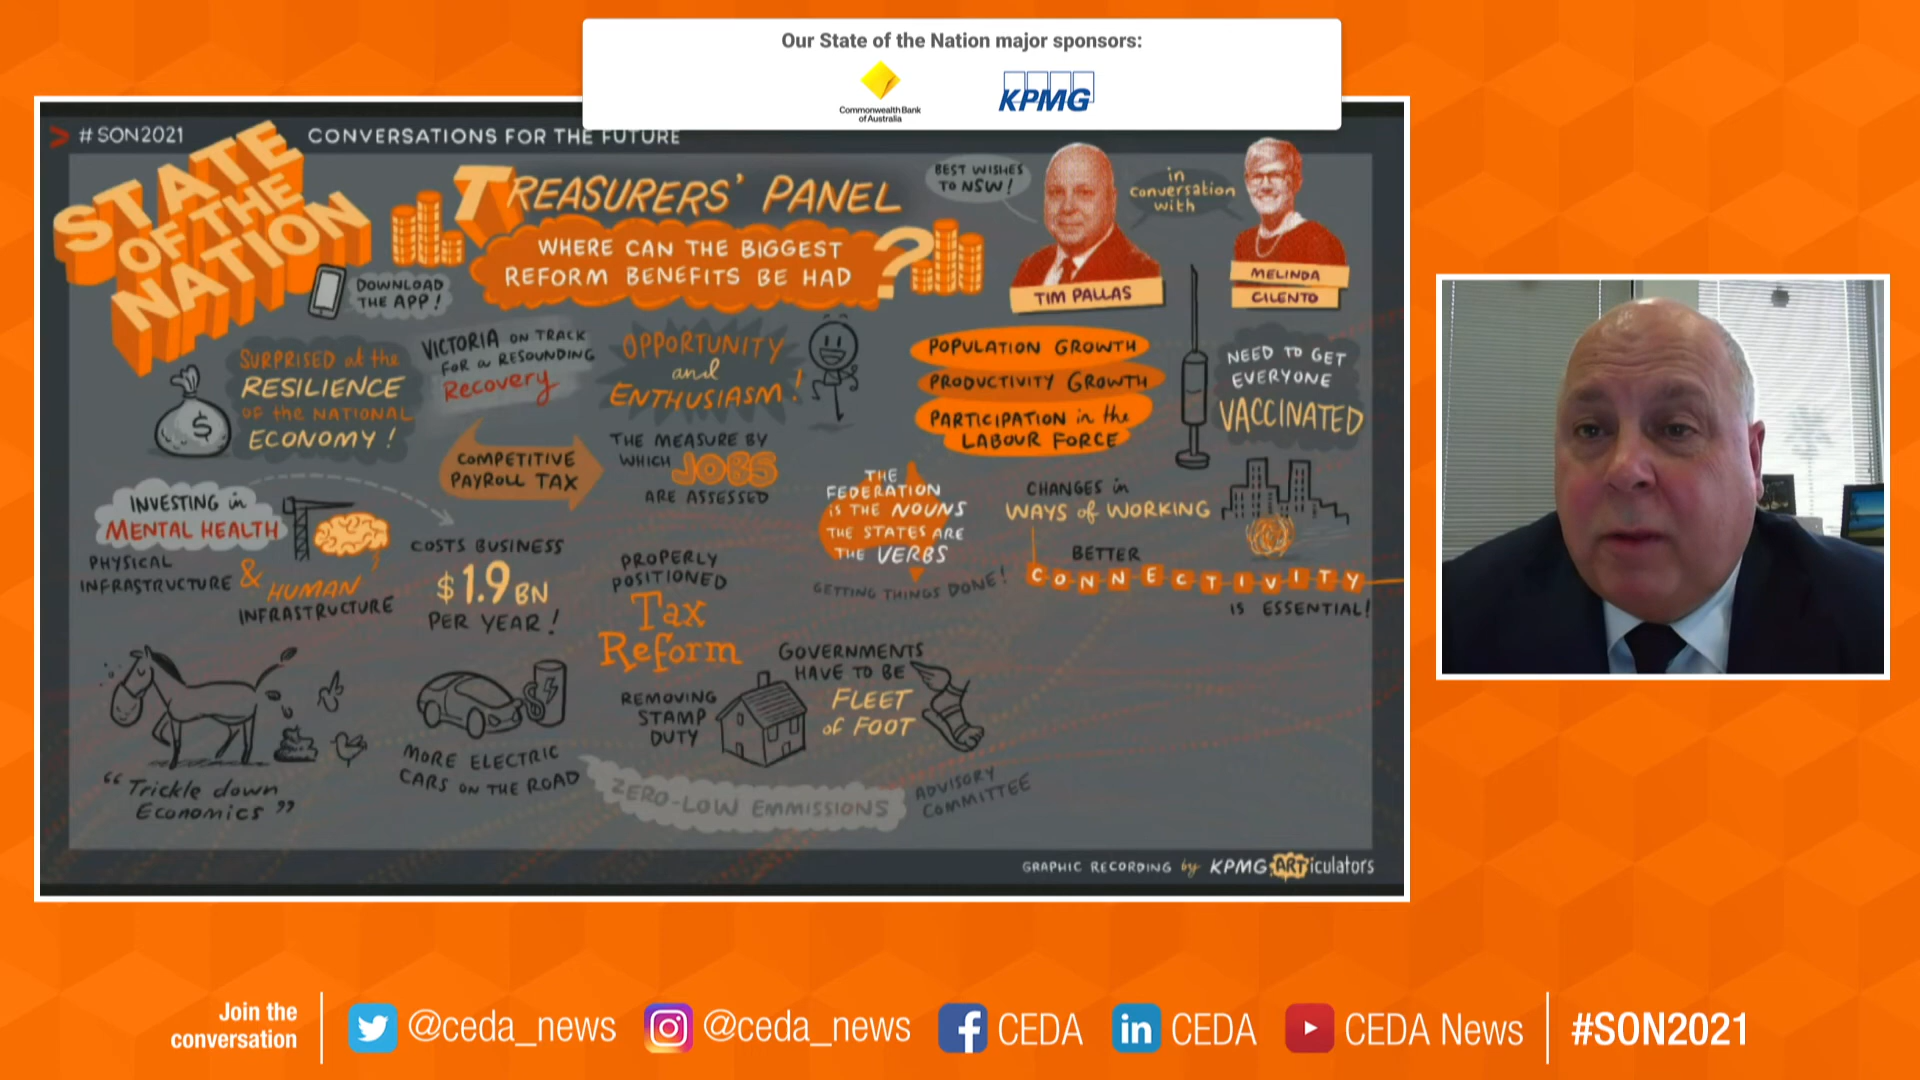 Our State of the Nation major sponsors:
CommonwealthBank
of Australia
KPMG
> #SON2021
CONVERSATIONS FOR THE FUTURE
STATE
OF THE
NATION
DOWNLOAD
THE APP!
TREASURERS' PANEL
WHERE CAN THE BIGGEST
REFORM BENEFITS BE HAD
?
BEST WISHES
TO NSW!
in
conversation
with
TIM PALLAS
MELINDA
CILENTO
SURPRISED at the
RESILIENCE
of the NATIONAL
ECONOMY!
$
VICTORIA ON TRACK
FOR a RESOUNDING
Recovery
OPPORTUNITY
and
ENTHUSIASM!
POPULATION GROWTH
PRODUCTIVITY GROWTH
PARTICIPATION in the
LABOUR FORCE
NEED TO GET
EVERYONE
VACCINATED
COMPETITIVE
PAYROLL TAX
THE MEASURE BY
WHICH JOBS
ARE ASSESSED
INVESTING in
MENTAL HEALTH
PHYSICAL
INFRASTRUCTURE
& HUMAN
INFRASTRUCTURE
COSTS BUSINESS
$1.9BN
PER YEAR!
PROPERLY
POSITIONED
Tax
Reform
REMOVING
STAMP
DUTY
THE
FEDERATION
IS THE NOUNS
THE STATES ARE
THE VERBS
GETTING THINGS DONE!
CHANGES in
WAYS of WORKING
BETTER
CONNECTIVITY
IS ESSENTIAL!
GOVERNMENTS
HAVE TO BE
FLEET
of FOOT
"Trickle down
Economics"
$
MORE ELECTRIC
CARS ON THE ROAD
ZERO-LOW EMMISSIONS
ADVISORY
COMMITTEE
GRAPHIC RECORDING by KPMG ARTiculators
Join the
conversation
@ceda_news
@ceda_news
f CEDA
in CEDA
CEDA News
#SON2021